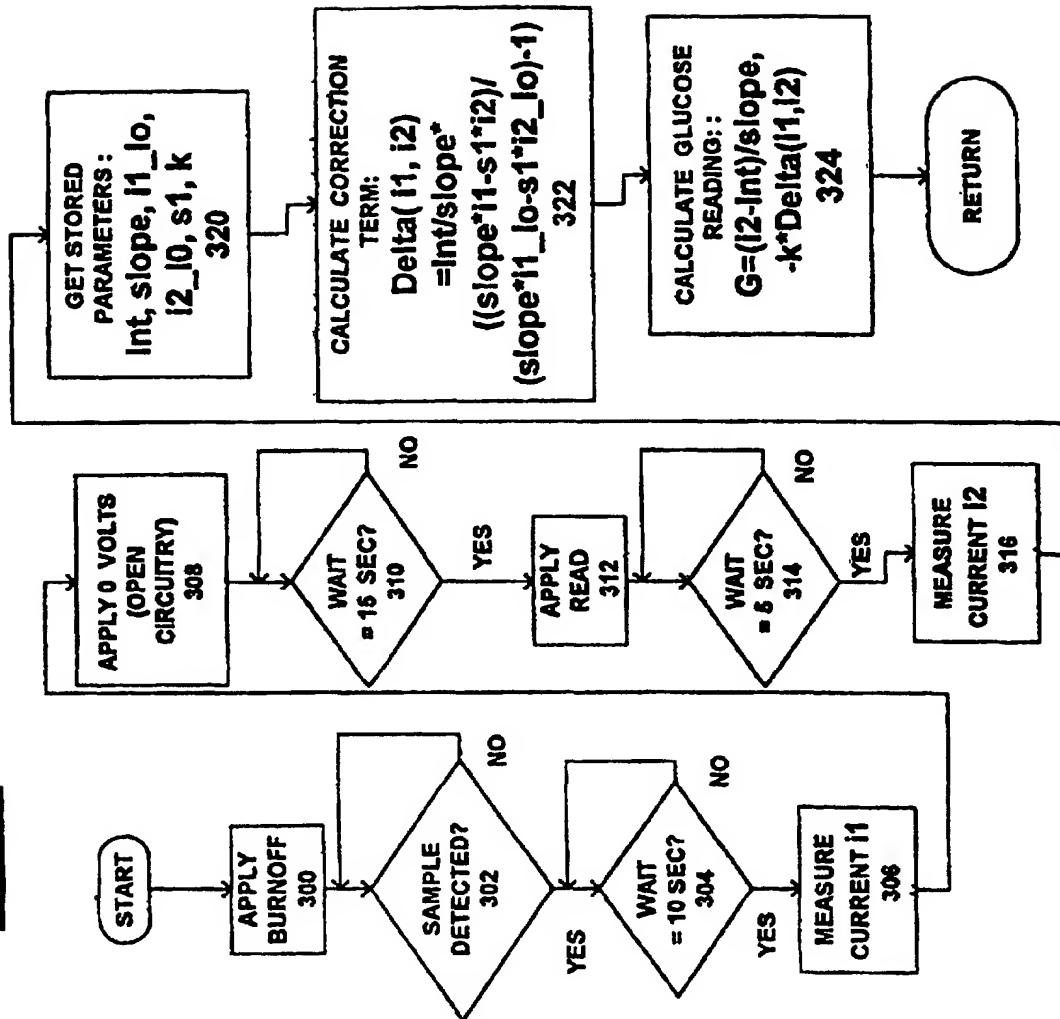 START
APPLY
BURNOFF
300
SAMPLE
DETECTED?
302
NO
YES
WAIT
= 10 SEC?
304
NO
YES
MEASURE
CURRENT i1
306
APPLY 0 VOLTS
(OPEN
CIRCUITRY)
308
WAIT
= 15 SEC?
310
NO
YES
APPLY
READ
312
WAIT
= 5 SEC?
314
NO
YES
MEASURE
CURRENT i2
316
GET STORED
PARAMETERS:
Int, slope, i1_lo,
i2_l0, s1, k
320
CALCULATE CORRECTION
TERM:
Delta( i1, i2)
=Int/slope*
((slope*i1-s1*i2)/
(slope*i1_lo-s1*i2_lo)-1)
322
CALCULATE GLUCOSE
READING: :
G=(i2-Int)/slope,
-k*Delta(i1,i2)
324
RETURN